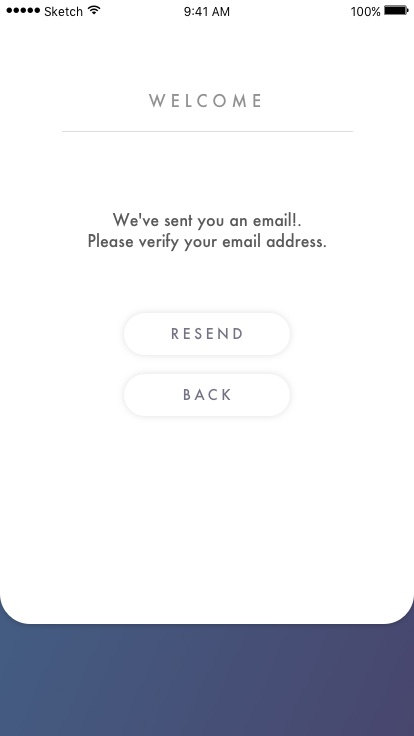 Sketch 9:41 AM 100%
WELCOME
We've sent you an email!.
Please verify your email address.
RESEND
BACK